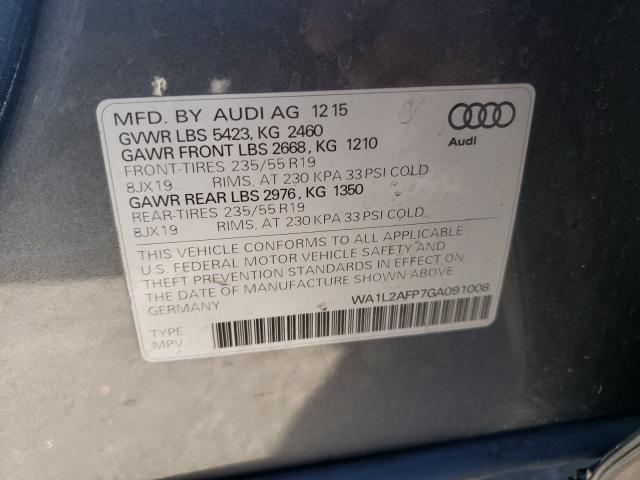 MFD. BY AUDI AG 12 15
GVWR LBS 5423, KG 2460
GAWR FRONT LBS 2668, KG 1210
FRONT-TIRES 235/55 R19
8JX19 RIMS, AT 230 KPA 33 PSI COLD
GAWR REAR LBS 2976, KG 1350
REAR-TIRES 235/55 R19
8JX19 RIMS, AT 230 KPA 33 PSI COLD.
THIS VEHICLE CONFORMS TO ALL APPLICABLE
U.S. FEDERAL MOTOR VEHICLE SAFETY AND
THEFT PREVENTION STANDARDS IN EFFECT ON
THE DATE OF MANUFACTURE SHOWN ABOVE.
GERMANY
WA1L2AFP7GA091008
TYPE
MPV
Audi